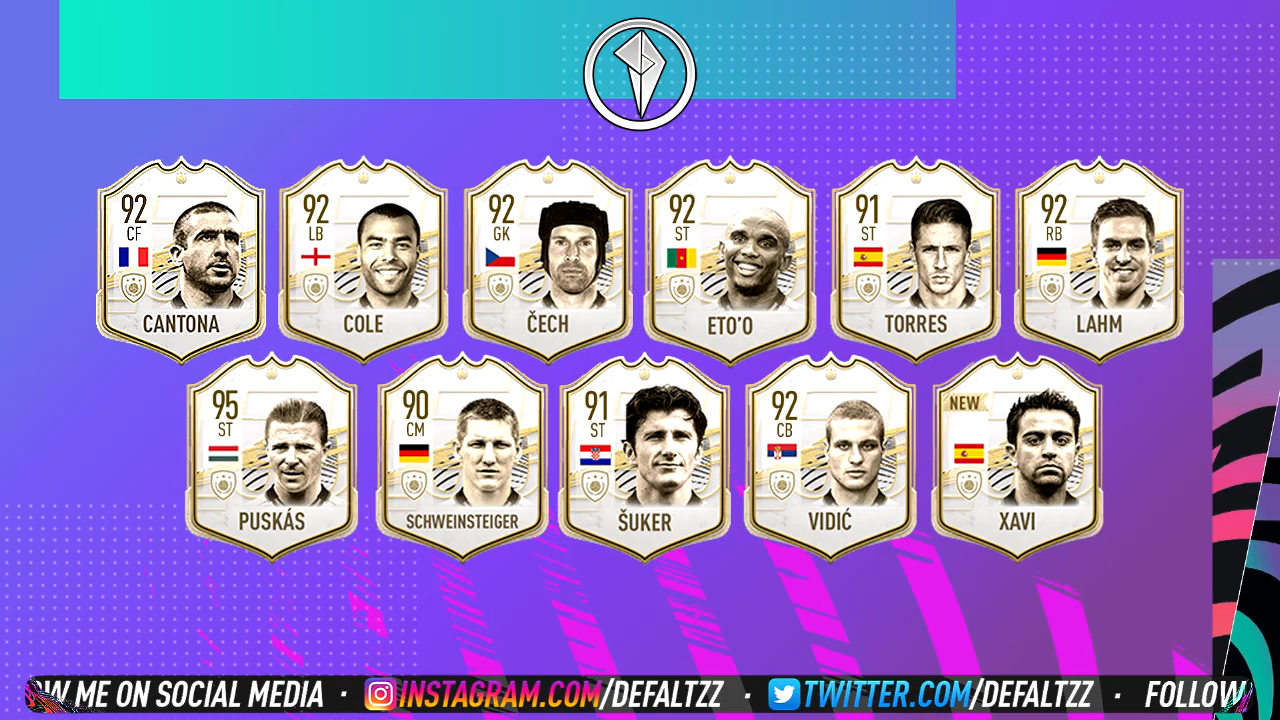 92
CF
CANTONA
92
LB
COLE
92
GK
ČECH
92
ST
ETO'O
91
ST
TORRES
92
RB
LAHM
95
ST
PUSKÁS
90
CM
SCHWEINSTEIGER
91
ST
ŠUKER
92
CB
VIDIĆ
NEW
XAVI
OW ME ON SOCIAL MEDIA · INSTAGRAM.COM/DEFALTZZ · TWITTER.COM/DEFALTZZ · FOLLOW